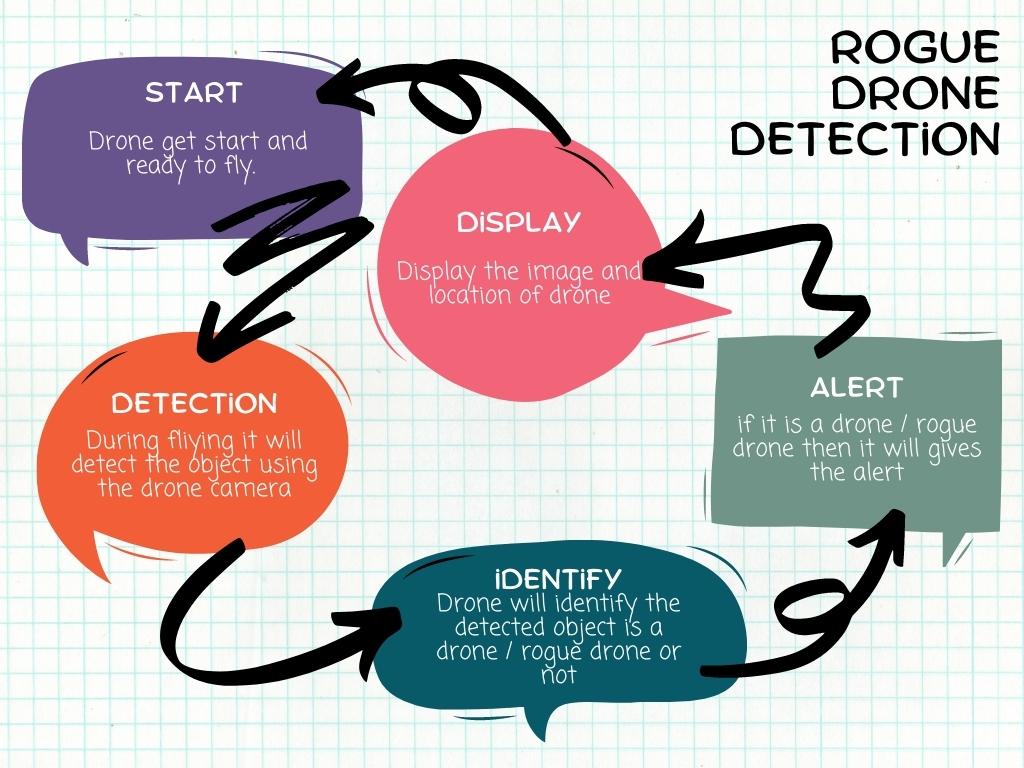 ROGUE
DRONE
DETECTiON
START
Drone get start and
ready to fly.
DiSPLAY
Display the image and
location of drone
DETECTiON
During fliying it will
detect the object using
the drone camera
ALERT
if it is a drone / rogue
drone then it will gives
the alert
iDENTiFY
Drone will identify the
detected object is a
drone / rogue drone or
not